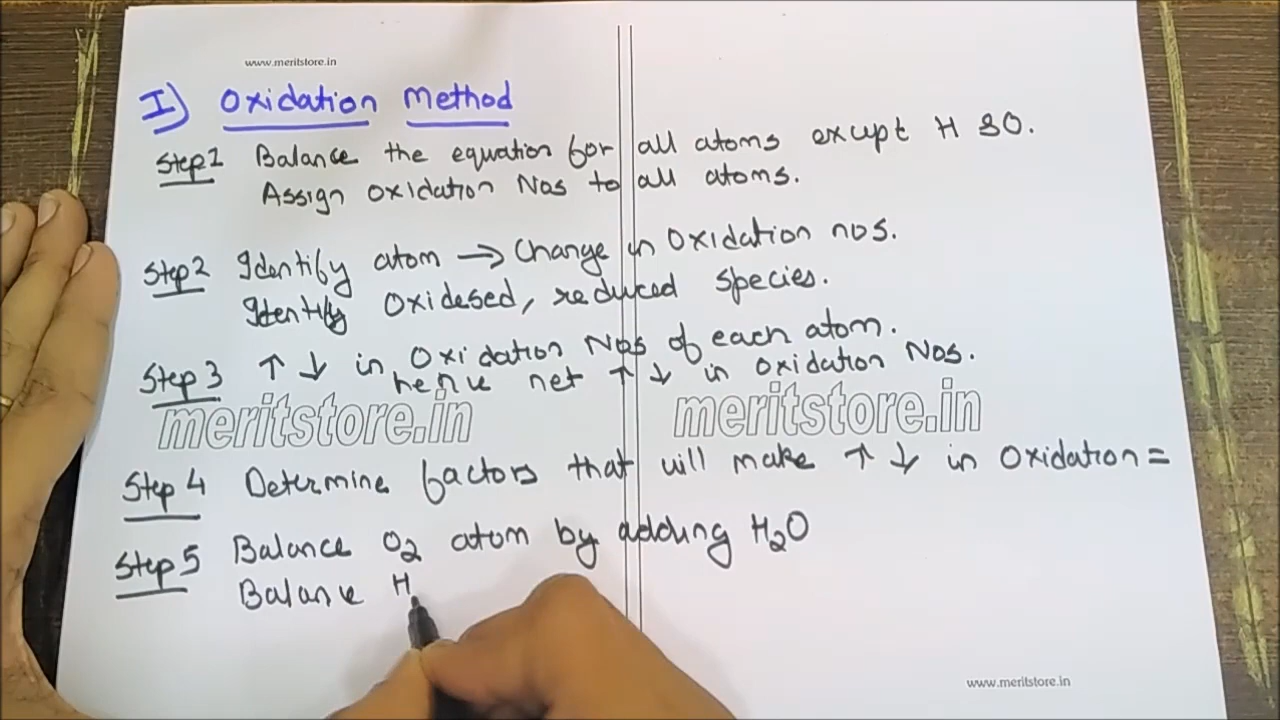 www.meritstore.in
I) Oxidation Method
Step1 Balance the equation for all atoms except H &O.
Assign Oxidation Nos to all atoms.
Step2 Identify atom → Change in Oxidation nos.
Identify Oxidesed, reduced species.
Step 3 ↑ ↓ in Oxidation Nos of each atom.
hence net ↑ ↓ in Oxidation Nos.
meritstore.in meritstore.in
Step 4 Determine factors that will make ↑ ↓ in Oxidation =
Step 5 Balance O2 atom by adding H2O
Balance H
www.meritstore.in